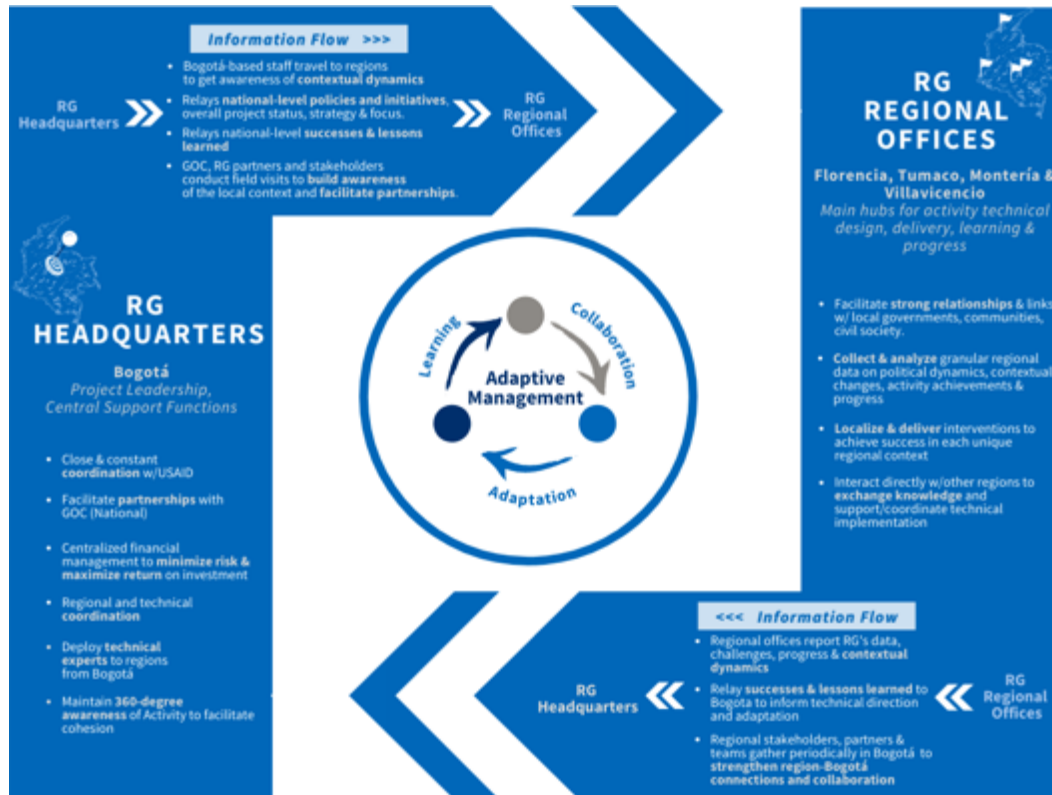 Information Flow >>>
• Bogotá-based staff travel to regions
to get awareness of contextual dynamics
• Relays national-level policies and initiatives,
overall project status, strategy & focus.
• Relays national-level successes & lessons
learned
• GOC, RG partners and stakeholders
conduct field visits to build awareness
of the local context and facilitate partnerships.
RG
Headquarters
RG
Regional
Offices
RG
REGIONAL
OFFICES
Florencia, Tumaco, Montería &
Villavicencio
Main hubs for activity technical
design, delivery, learning &
progress
• Facilitate strong relationships & links
w/ local governments, communities,
civil society.
• Collect & analyze granular regional
data on political dynamics, contextual
changes, activity achievements &
progress
• Localize & deliver interventions to
achieve success in each unique
regional context
• Interact directly w/other regions to
exchange knowledge and
support/coordinate technical
implementation
RG
HEADQUARTERS
Bogotá
Project Leadership,
Central Support Functions
• Close & constant
coordination w/USAID
• Facilitate partnerships with
GOC (National)
• Centralized financial
management to minimize risk &
maximize return on investment
• Regional and technical
coordination
• Deploy technical
experts to regions
from Bogotá
• Maintain 360-degree
awareness of Activity to facilitate
cohesion
Learning
Collaboration
Adaptive
Management
Adaptation
<<< Information Flow
• Regional offices report RG's data,
challenges, progress & contextual
dynamics
• Relay successes & lessons learned to
Bogota to inform technical direction
and adaptation
• Regional stakeholders, partners &
teams gather periodically in Bogotá to
strengthen region-Bogotá
connections and collaboration
RG
Headquarters
RG
Regional
Offices